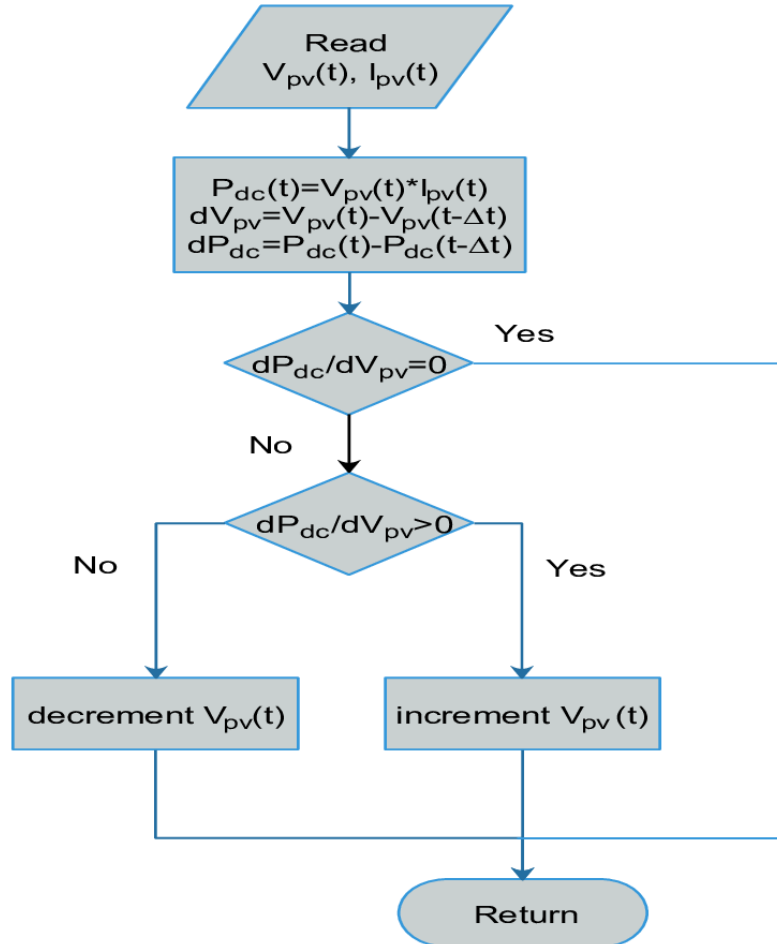 Read
Vpv(t), Ipv(t)
Pdc(t)=Vpv(t)*Ipv(t)
dVpv=Vpv(t)-Vpv(t-Δt)
dPdc=Pdc(t)-Pdc(t-Δt)
Yes
dPdc/dVpv=0
No
dPdc/dVpv>0
No
Yes
decrement Vpv(t)
increment Vpv (t)
Return